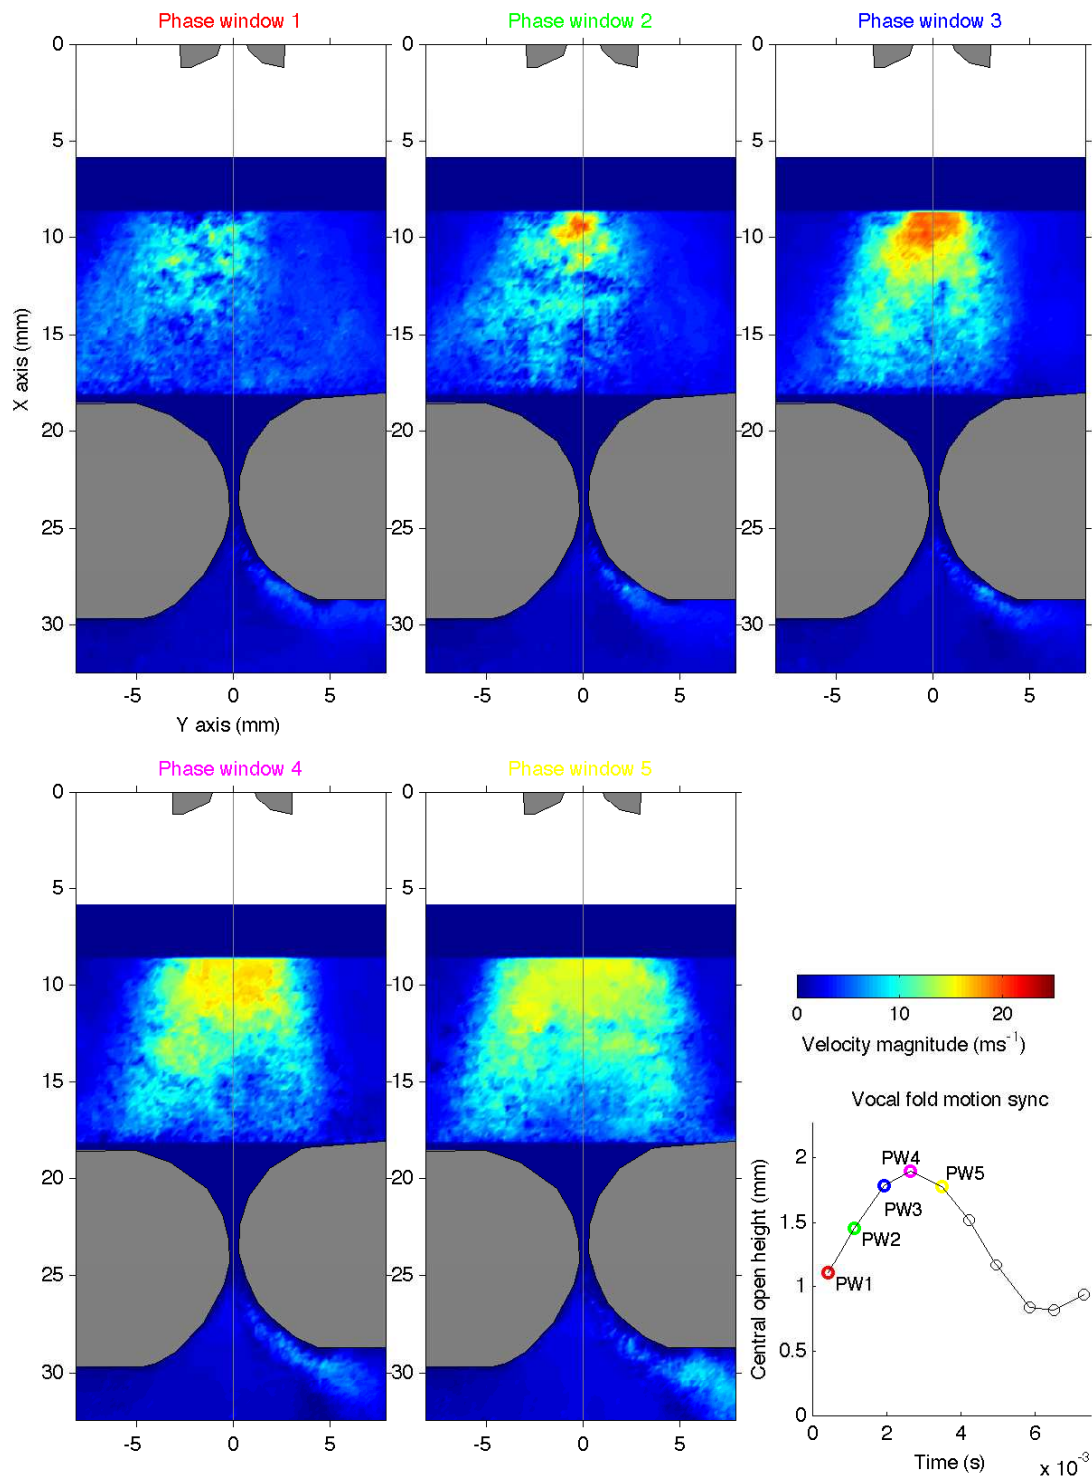 Phase window 1
Phase window 2
Phase window 3
0
0
0
5
5
5
10
10
10
15
15
15
20
20
20
25
25
25
30
30
30
X axis (mm)
-5 0 5
-5 0 5
-5 0 5
Y axis (mm)
Phase window 4
Phase window 5
0
0
5
5
10
10
15
15
20
20
25
25
30
30
-5 0 5
-5 0 5
0 10 20
Velocity magnitude (ms-1)
Vocal fold motion sync
Central open height (mm)
2
1.5
1
0.5
0
PW4
PW5
PW3
PW2
PW1
0 2 4 6
Time (s)
x 10-3